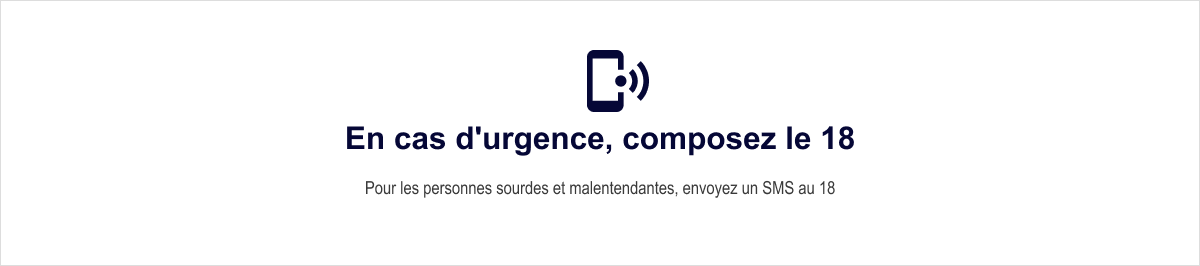 En cas d'urgence, composez le 18
Pour les personnes sourdes et malentendantes, envoyez un SMS au 18